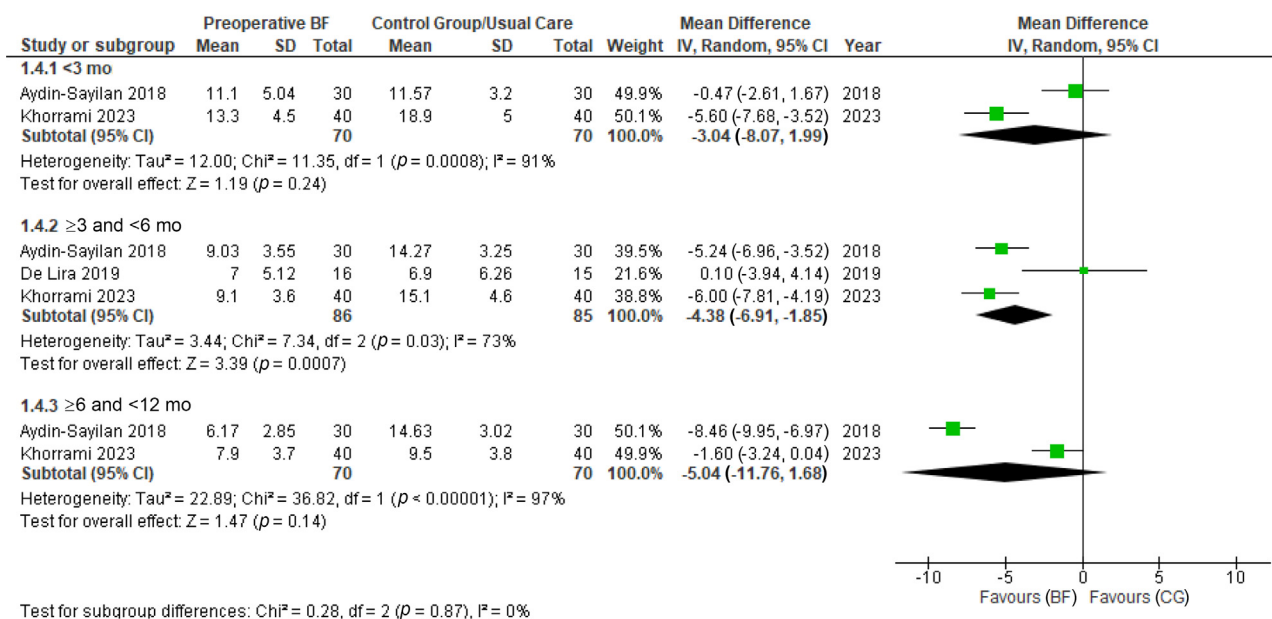 Preoperative BF Control Group/Usual Care Mean Difference Mean Difference
Study or subgroup Mean SD Total Mean SD Total Weight IV, Random, 95% CI Year IV, Random, 95% CI
1.4.1 <3 mo
Aydin-Sayilan 2018 11.1 5.04 30 11.57 3.2 30 49.9% -0.47 (-2.61, 1.67) 2018
Khorrami 2023 13.3 4.5 40 18.9 5 40 50.1% -5.60 (-7.68, -3.52) 2023
Subtotal (95% CI) 70 70 100.0% -3.04 (-8.07, 1.99)
Heterogeneity: Tau² = 12.00; Chi² = 11.35, df = 1 (p = 0.0008); I² = 91%
Test for overall effect: Z = 1.19 (p = 0.24)
1.4.2 ≥3 and <6 mo
Aydin-Sayilan 2018 9.03 3.55 30 14.27 3.25 30 39.5% -5.24 (-6.96, -3.52) 2018
De Lira 2019 7 5.12 16 6.9 6.26 15 21.6% 0.10 (-3.94, 4.14) 2019
Khorrami 2023 9.1 3.6 40 15.1 4.6 40 38.8% -6.00 (-7.81, -4.19) 2023
Subtotal (95% CI) 86 85 100.0% -4.38 (-6.91, -1.85)
Heterogeneity: Tau² = 3.44; Chi² = 7.34, df = 2 (p = 0.03); I² = 73%
Test for overall effect: Z = 3.39 (p = 0.0007)
1.4.3 ≥6 and <12 mo
Aydin-Sayilan 2018 6.17 2.85 30 14.63 3.02 30 50.1% -8.46 (-9.95, -6.97) 2018
Khorrami 2023 7.9 3.7 40 9.5 3.8 40 49.9% -1.60 (-3.24, 0.04) 2023
Subtotal (95% CI) 70 70 100.0% -5.04 (-11.76, 1.68)
Heterogeneity: Tau² = 22.89; Chi² = 36.82, df = 1 (p < 0.00001); I² = 97%
Test for overall effect: Z = 1.47 (p = 0.14)
-10 -5 0 5 10
Favours (BF) Favours (CG)
Test for subgroup differences: Chi² = 0.28, df = 2 (p = 0.87), I² = 0%